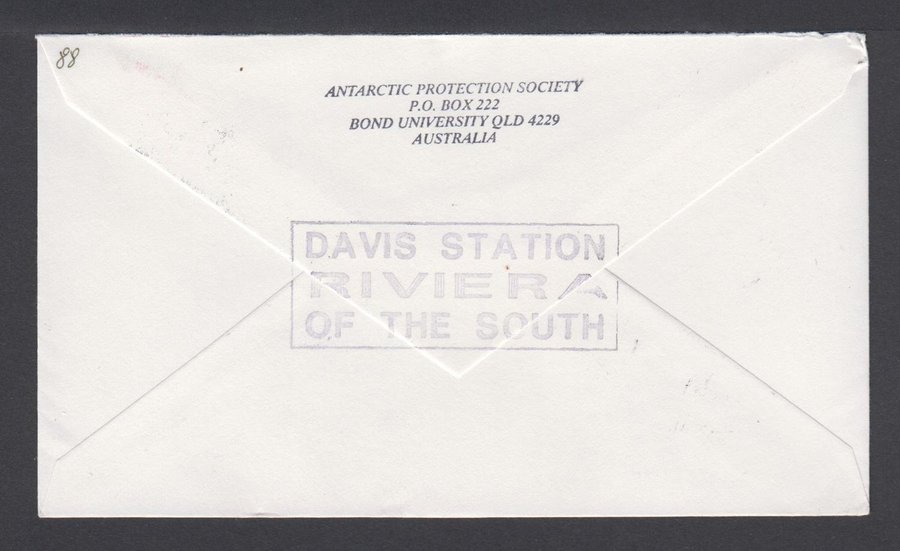 88
ANTARCTIC PROTECTION SOCIETY
P.O. BOX 222
BOND UNIVERSITY QLD 4229
AUSTRALIA
DAVIS STATION
RIVIERA
OF THE SOUTH